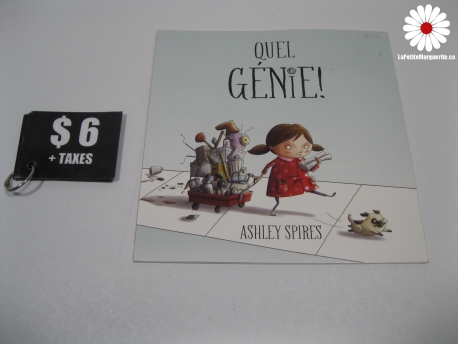 QUEL
GÉNiE!
ASHLEY SPIRES
$ 6
+ TAXES
LaPetiteMarguerite.ca